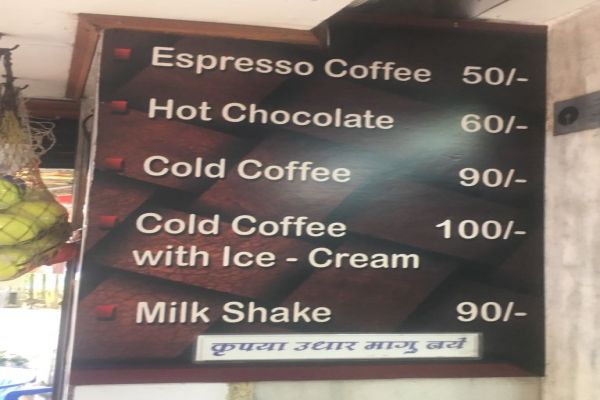 Espresso Coffee 50/-
Hot Chocolate 60/-
Cold Coffee 90/-
Cold Coffee 100/-
with Ice - Cream
Milk Shake 90/-
कृपया उधार मागु नये